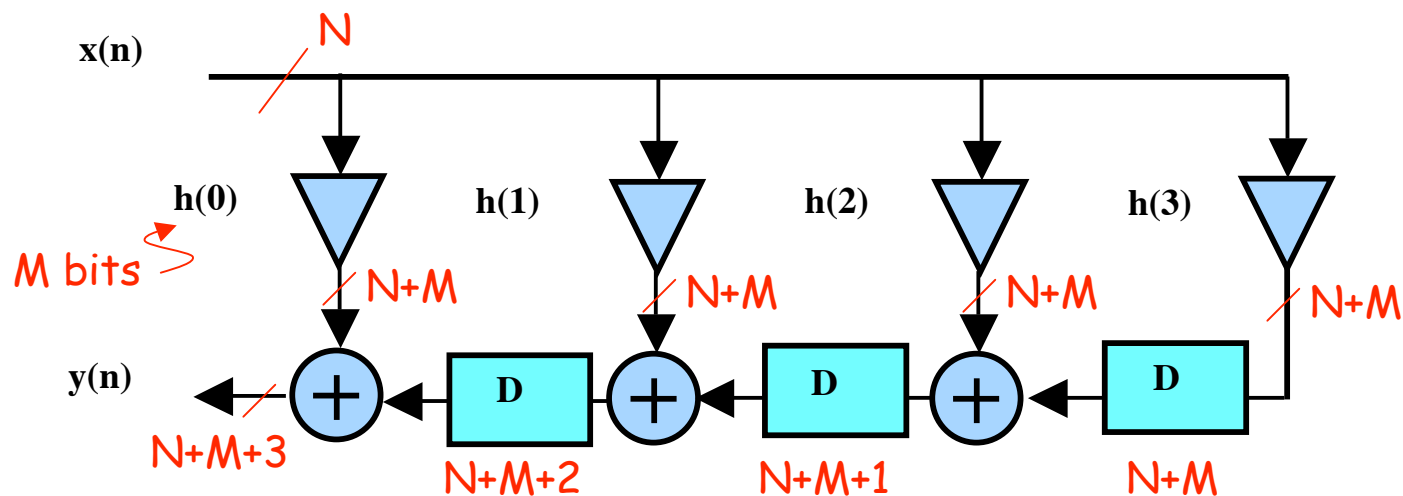 N
x(n)
h(0) h(1) h(2) h(3)
M bits
N+M N+M N+M N+M
y(n) D D D
+ + +
N+M+3 N+M+2 N+M+1 N+M